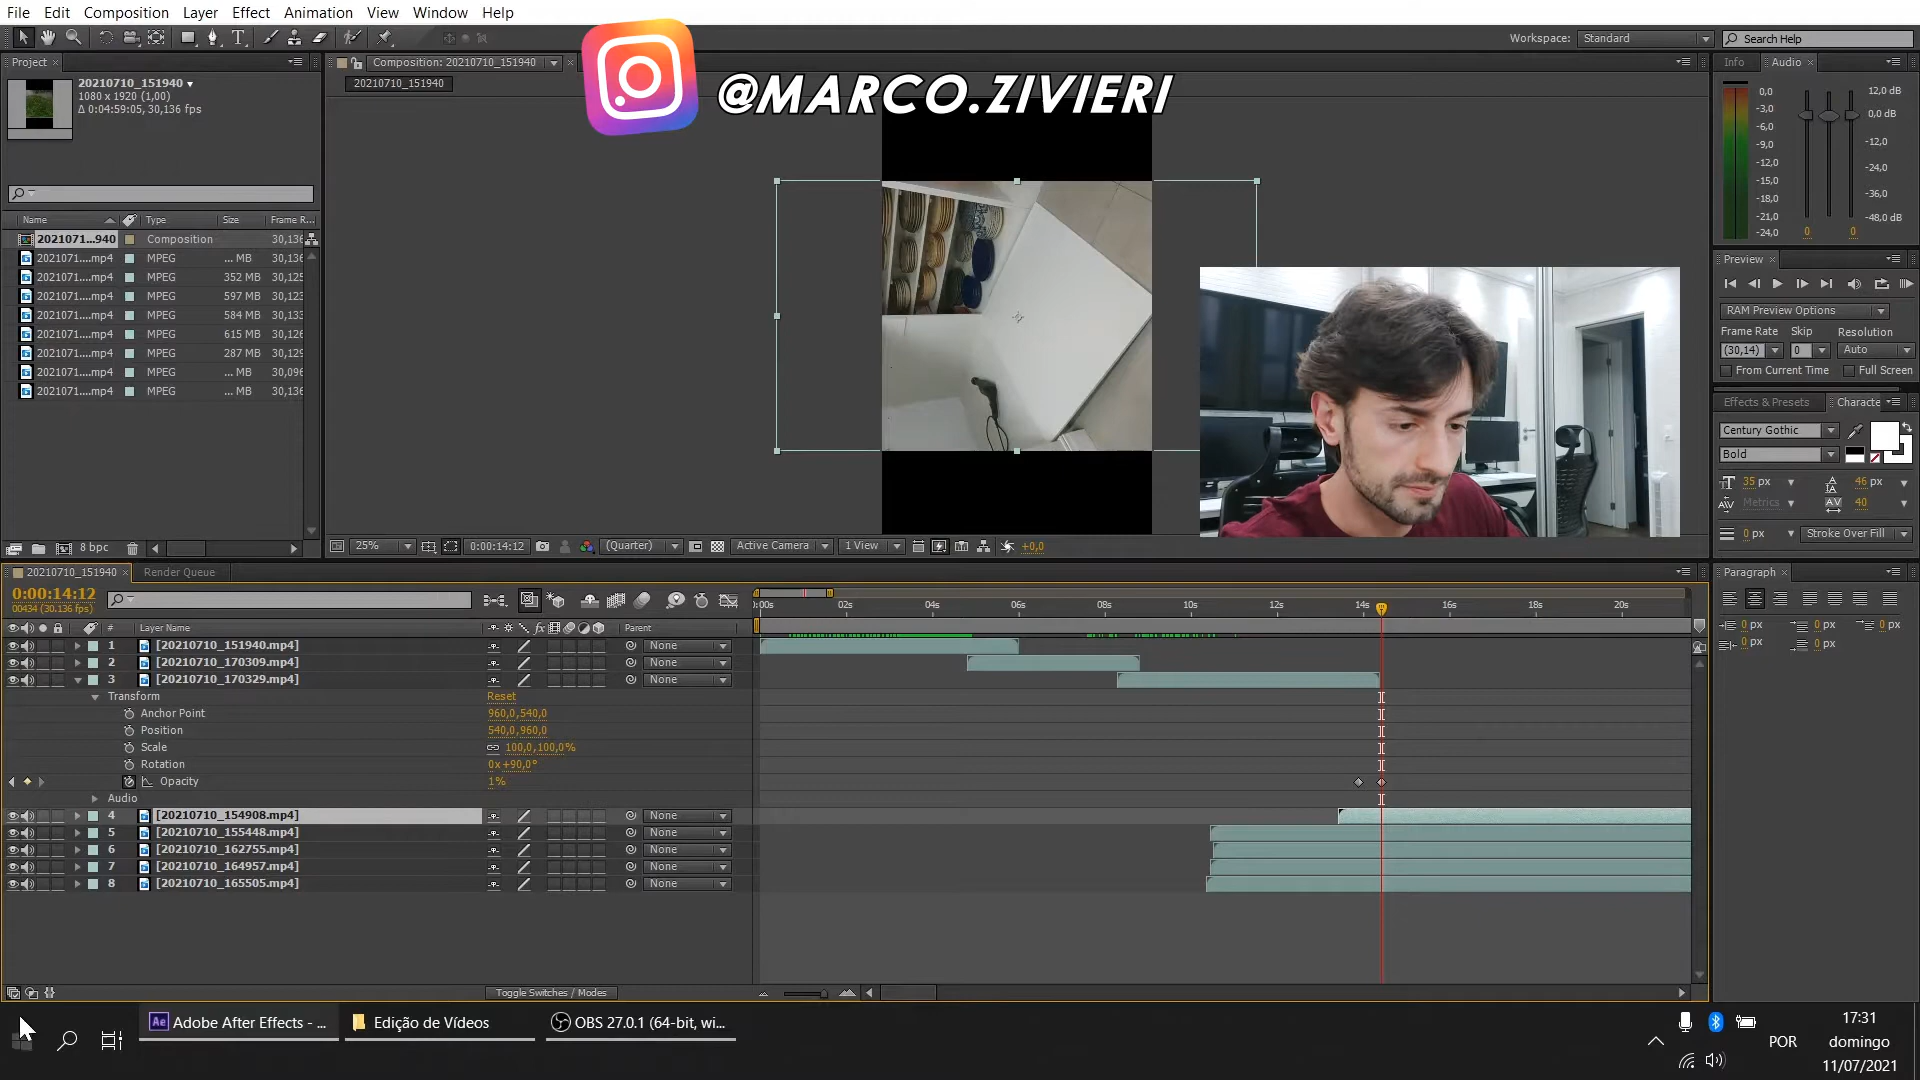 File Edit Composition Layer Effect Animation View Window Help
Workspace: Standard Search Help
@MARCO.ZIVIERI
Project
20210710_151940
1080 x 1920 (1,00)
Δ 0:04:59:05, 30,136 fps
Name Type Size Frame R...
2021071...940 Composition 30,136
2021071....mp4 MPEG ... MB 30,136
2021071....mp4 MPEG 352 MB 30,125
2021071....mp4 MPEG 597 MB 30,123
2021071....mp4 MPEG 584 MB 30,133
2021071....mp4 MPEG 615 MB 30,136
2021071....mp4 MPEG 287 MB 30,129
2021071....mp4 MPEG ... MB 30,096
2021071....mp4 MPEG ... MB 30,136
8 bpc
Composition: 20210710_151940
20210710_151940
25% 0:00:14:12 (Quarter) Active Camera 1 View +0,0
Info Audio
0,0 12,0 dB
-3,0 0,0 dB
-6,0
-9,0 -12,0
-12,0
-15,0 -24,0
-18,0 -36,0
-21,0 -48,0 dB
-24,0 0 0
Preview
RAM Preview Options
Frame Rate Skip Resolution
(30,14) 0 Auto
From Current Time Full Screen
Effects & Presets Characte
Century Gothic
Bold
35 px 46 px
Metrics 40
0 px Stroke Over Fill
Paragraph
0 px 0 px 0 px
0 px 0 px
20210710_151940 Render Queue
0:00:14:12
00434 (30.136 fps)
# Layer Name Parent
):00s 02s 04s 06s 08s 10s 12s 14s 16s 18s 20s
1 [20210710_151940.mp4] None
2 [20210710_170309.mp4] None
3 [20210710_170329.mp4] None
Transform Reset
Anchor Point 960,0,540,0
Position 540,0,960,0
Scale 100,0,100,0%
Rotation 0x+90,0°
Opacity 1%
Audio
4 [20210710_154908.mp4] None
5 [20210710_155448.mp4] None
6 [20210710_162755.mp4] None
7 [20210710_164957.mp4] None
8 [20210710_165505.mp4] None
Toggle Switches / Modes
Ae Adobe After Effects - ... Edição de Vídeos OBS 27.0.1 (64-bit, wi...
POR
17:31
domingo
11/07/2021